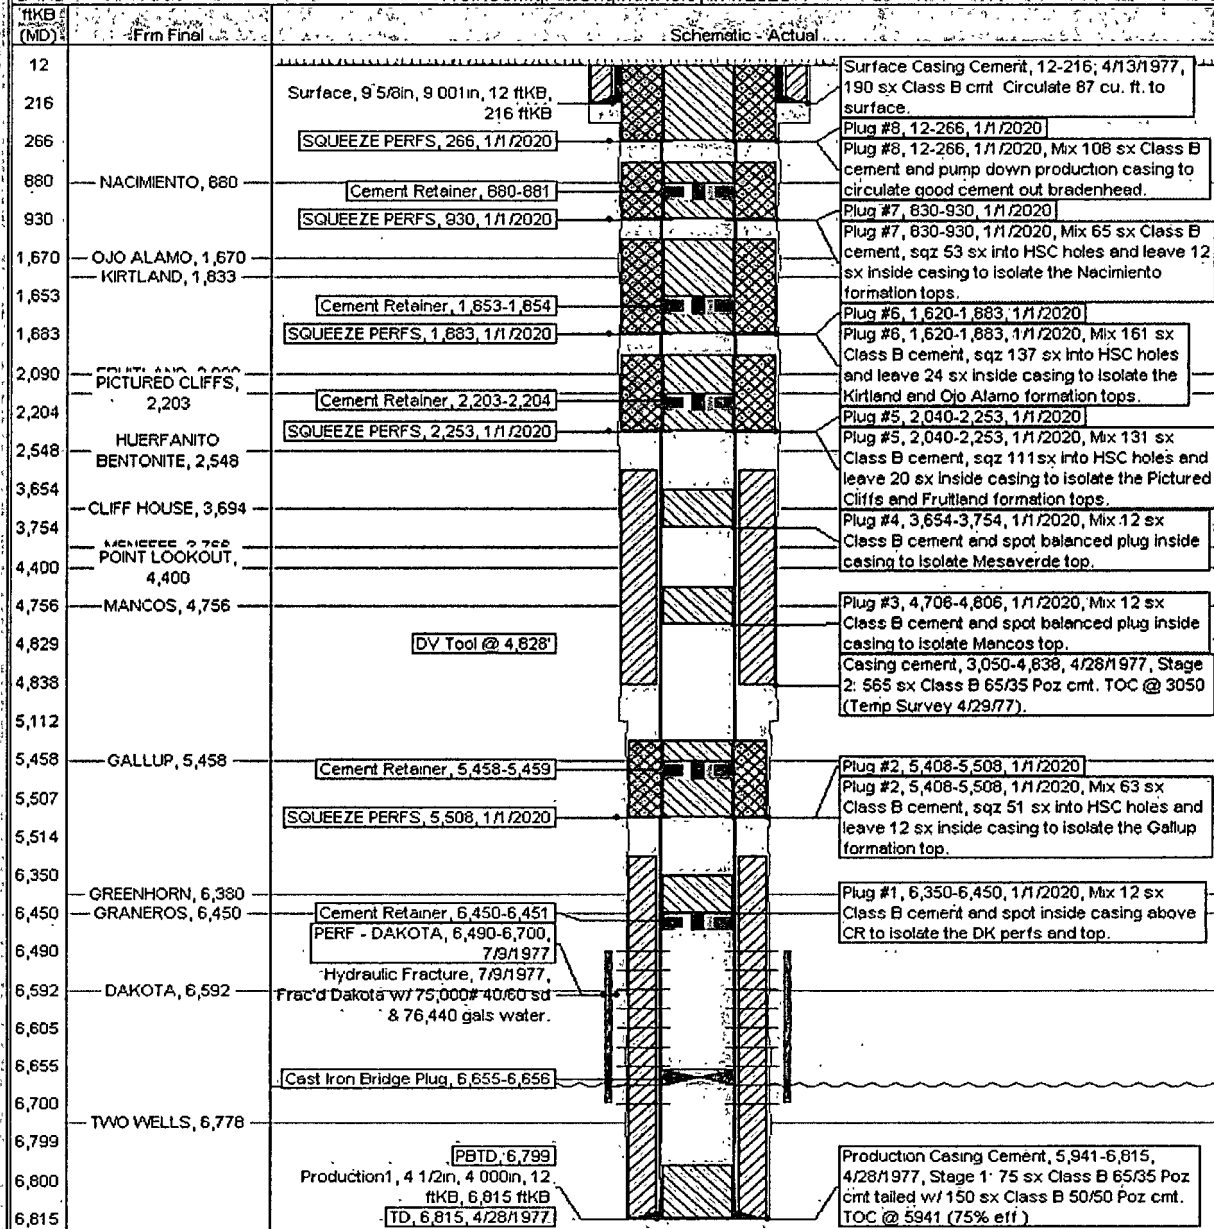 ftKB
(MD)
Frm Final
Schematic - Actual
12
216
266
880
930
1,670
1,853
1,883
2,090
2,204
2,548
3,654
3,754
4,400
4,756
4,829
4,838
5,112
5,458
5,507
5,514
6,350
6,450
6,490
6,592
6,605
6,655
6,700
6,799
6,800
6,815
NACIMIENTO, 880
OJO ALAMO, 1,670
KIRTLAND, 1,833
PICTURED CLIFFS,
2,203
HUERFANITO
BENTONITE, 2,548
CLIFF HOUSE, 3,694
POINT LOOKOUT,
4,400
MANCOS, 4,756
GALLUP, 5,458
GREENHORN, 6,380
GRANEROS, 6,450
DAKOTA, 6,592
TWO WELLS, 6,778
Surface, 9 5/8in, 9 001in, 12 ftKB,
216 ftKB
SQUEEZE PERFS, 266, 1/1/2020
Cement Retainer, 880-881
SQUEEZE PERFS, 930, 1/1/2020
Cement Retainer, 1,853-1,854
SQUEEZE PERFS, 1,883, 1/1/2020
Cement Retainer, 2,203-2,204
SQUEEZE PERFS, 2,253, 1/1/2020
DV Tool @ 4,828'
Cement Retainer, 5,458-5,459
SQUEEZE PERFS, 5,508, 1/1/2020
Cement Retainer, 6,450-6,451
PERF - DAKOTA, 6,490-6,700,
7/9/1977
Hydraulic Fracture, 7/9/1977,
Frac'd Dakota w/ 75,000# 40/60 sd
& 76,440 gals water.
Cast Iron Bridge Plug, 6,655-6,656
PBTD, 6,799
Production1, 4 1/2in, 4 000in, 12
ftKB, 6,815 ftKB
TD, 6,815, 4/28/1977
Surface Casing Cement, 12-216; 4/13/1977,
190 sx Class B cmt Circulate 87 cu. ft. to
surface.
Plug #8, 12-266, 1/1/2020
Plug #8, 12-266, 1/1/2020, Mix 108 sx Class B
cement and pump down production casing to
circulate good cement out bradenhead.
Plug #7, 830-930, 1/1/2020
Plug #7, 830-930, 1/1/2020, Mix 65 sx Class B
cement, sqz 53 sx into HSC holes and leave 12
sx inside casing to isolate the Nacimiento
formation tops.
Plug #6, 1,620-1,883, 1/1/2020
Plug #6, 1,620-1,883, 1/1/2020, Mix 161 sx
Class B cement, sqz 137 sx into HSC holes
and leave 24 sx inside casing to isolate the
Kirtland and Ojo Alamo formation tops.
Plug #5, 2,040-2,253, 1/1/2020
Plug #5, 2,040-2,253, 1/1/2020, Mix 131 sx
Class B cement, sqz 111sx into HSC holes and
leave 20 sx inside casing to isolate the Pictured
Cliffs and Fruitland formation tops.
Plug #4, 3,654-3,754, 1/1/2020, Mix 12 sx
Class B cement and spot balanced plug inside
casing to isolate Mesaverde top.
Plug #3, 4,706-4,806, 1/1/2020, Mix 12 sx
Class B cement and spot balanced plug inside
casing to isolate Mancos top.
Casing cement, 3,050-4,838, 4/28/1977, Stage
2: 565 sx Class B 65/35 Poz cmt. TOC @ 3050
(Temp Survey 4/29/77).
Plug #2, 5,408-5,508, 1/1/2020
Plug #2, 5,408-5,508, 1/1/2020, Mix 63 sx
Class B cement, sqz 51 sx into HSC holes and
leave 12 sx inside casing to isolate the Gallup
formation top.
Plug #1, 6,350-6,450, 1/1/2020, Mix 12 sx
Class B cement and spot inside casing above
CR to isolate the DK perfs and top.
Production Casing Cement, 5,941-6,815,
4/28/1977, Stage 1: 75 sx Class B 65/35 Poz
cmt tailed w/ 150 sx Class B 50/50 Poz cmt.
TOC @ 5941 (75% eff )